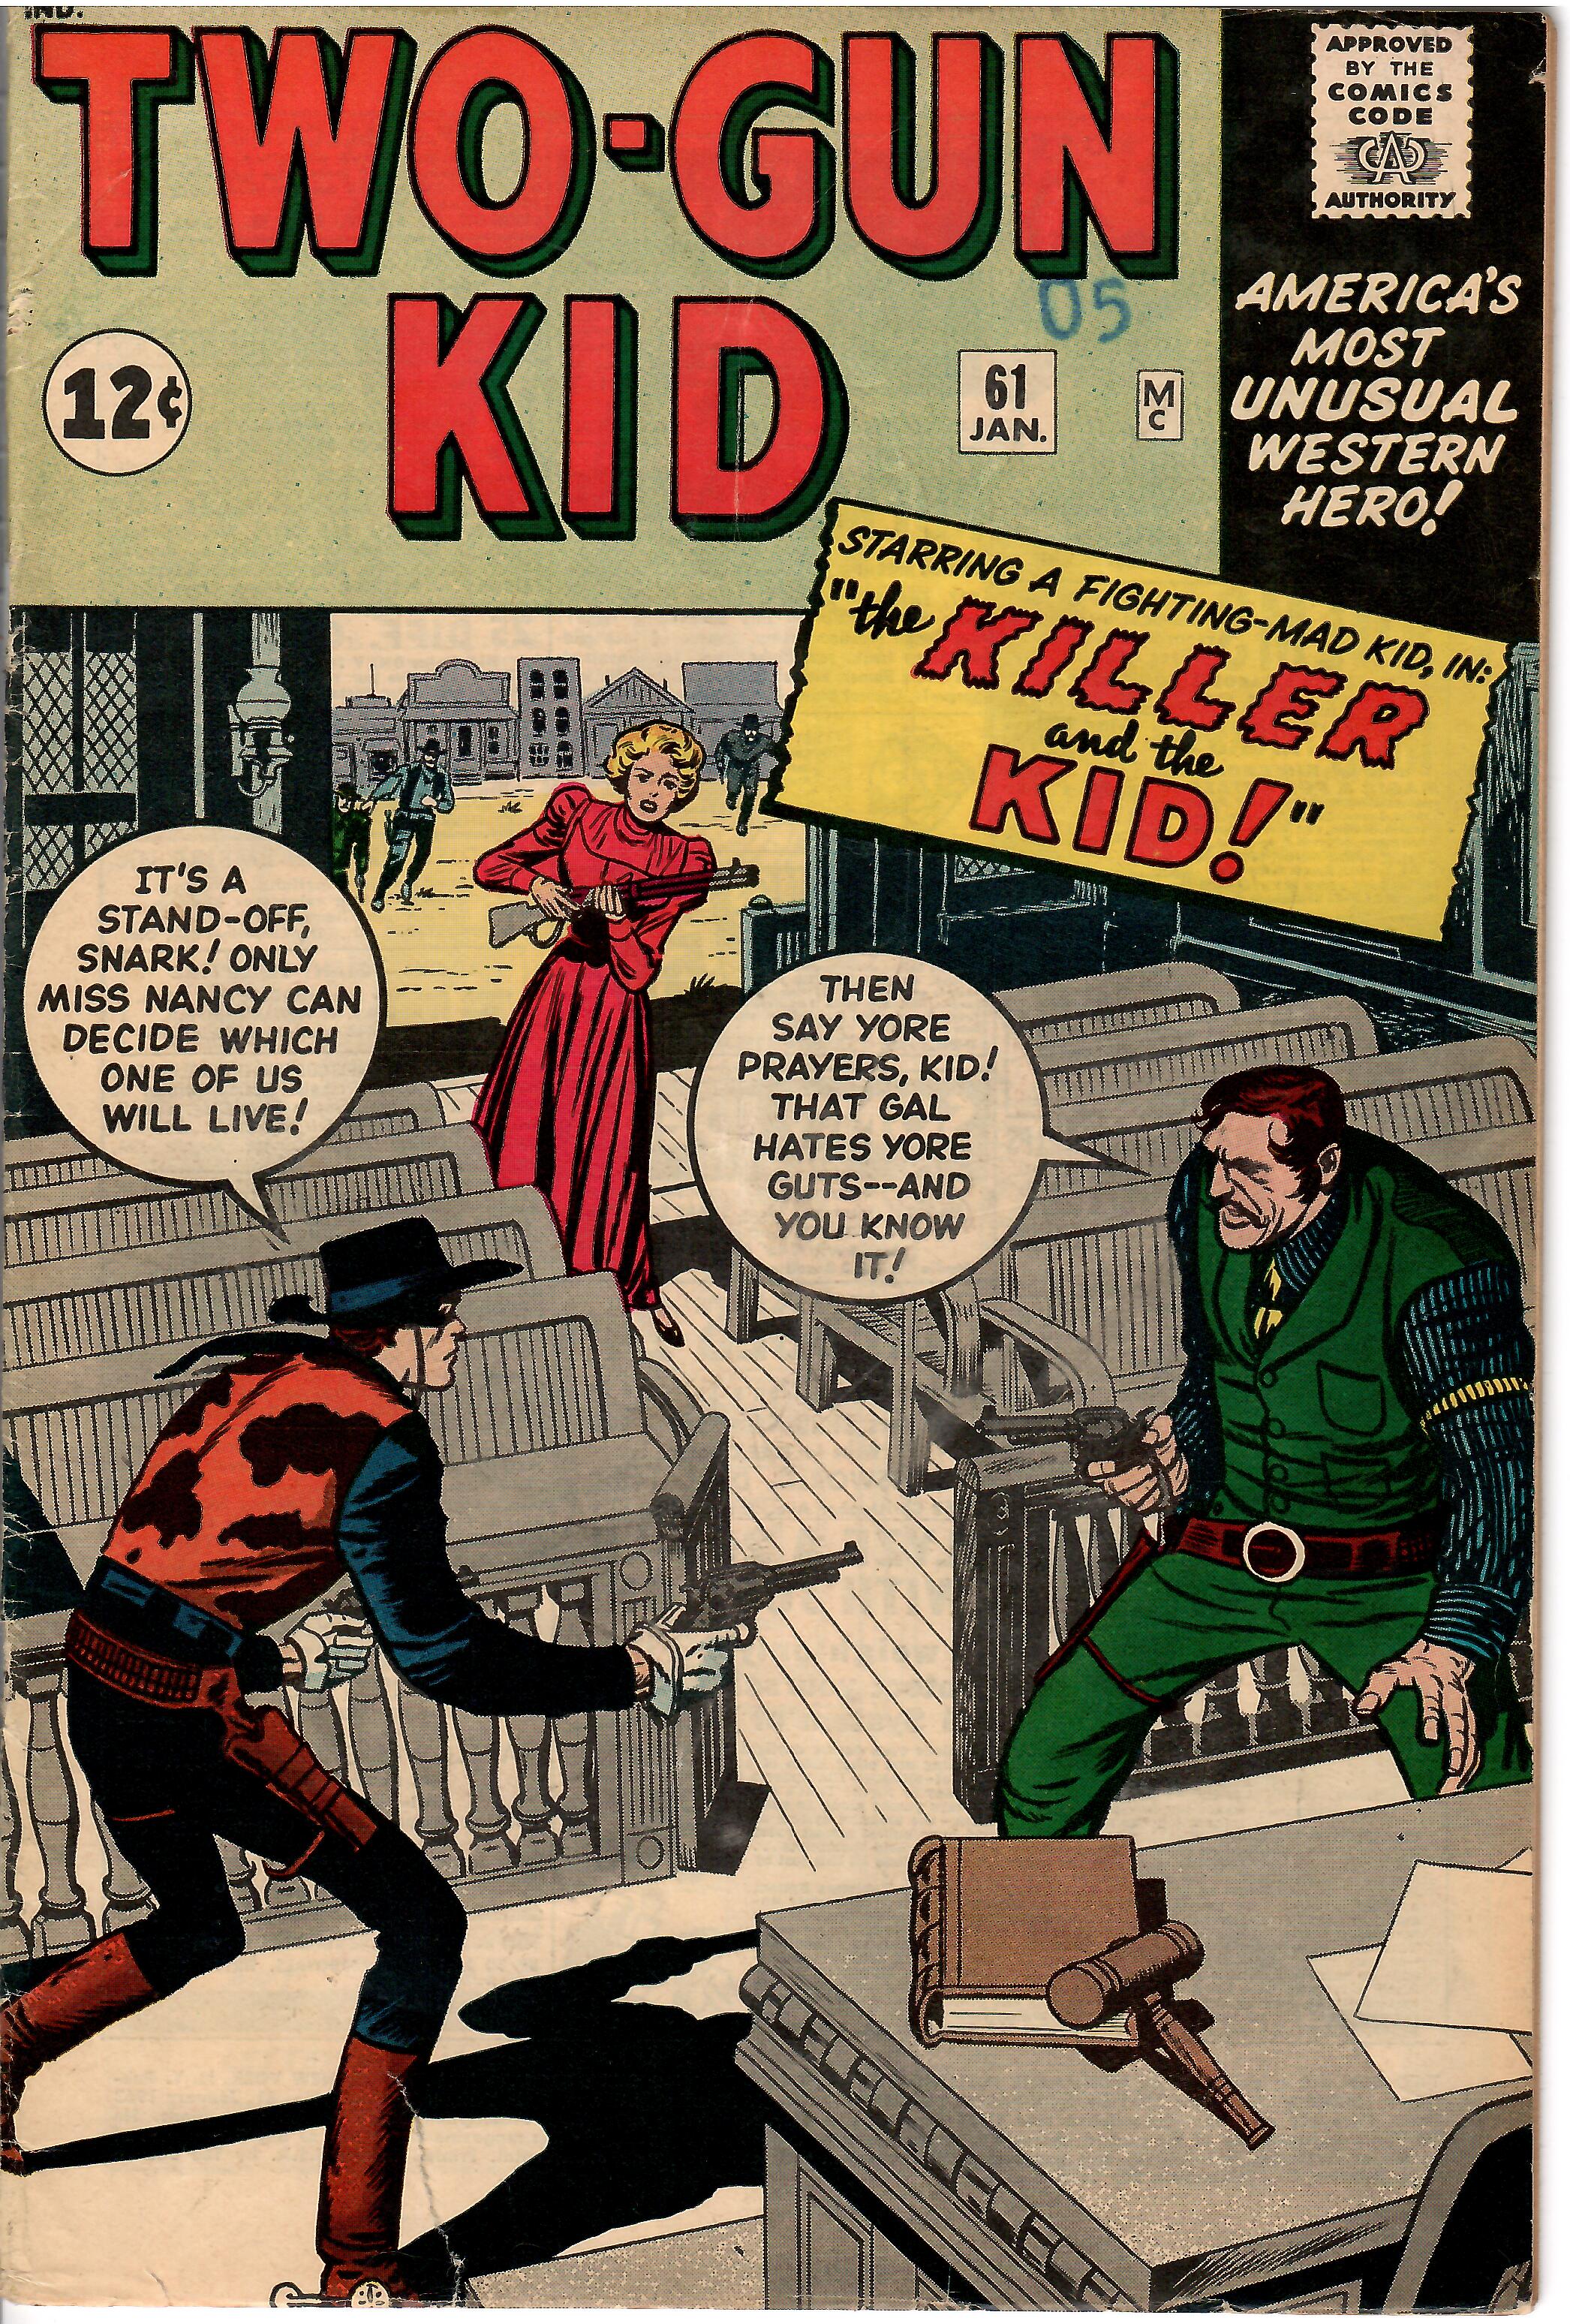 IND.
TWO-GUN
KID
12¢
05
61
JAN.
M
C
APPROVED
BY THE
COMICS
CODE
CA
AUTHORITY
AMERICA'S
MOST
UNUSUAL
WESTERN
HERO!
STARRING A FIGHTING-MAD KID, IN:
"the KILLER
and the
KID!"
IT'S A
STAND-OFF,
SNARK! ONLY
MISS NANCY CAN
DECIDE WHICH
ONE OF US
WILL LIVE!
THEN
SAY YORE
PRAYERS, KID!
THAT GAL
HATES YORE
GUTS--AND
YOU KNOW
IT!